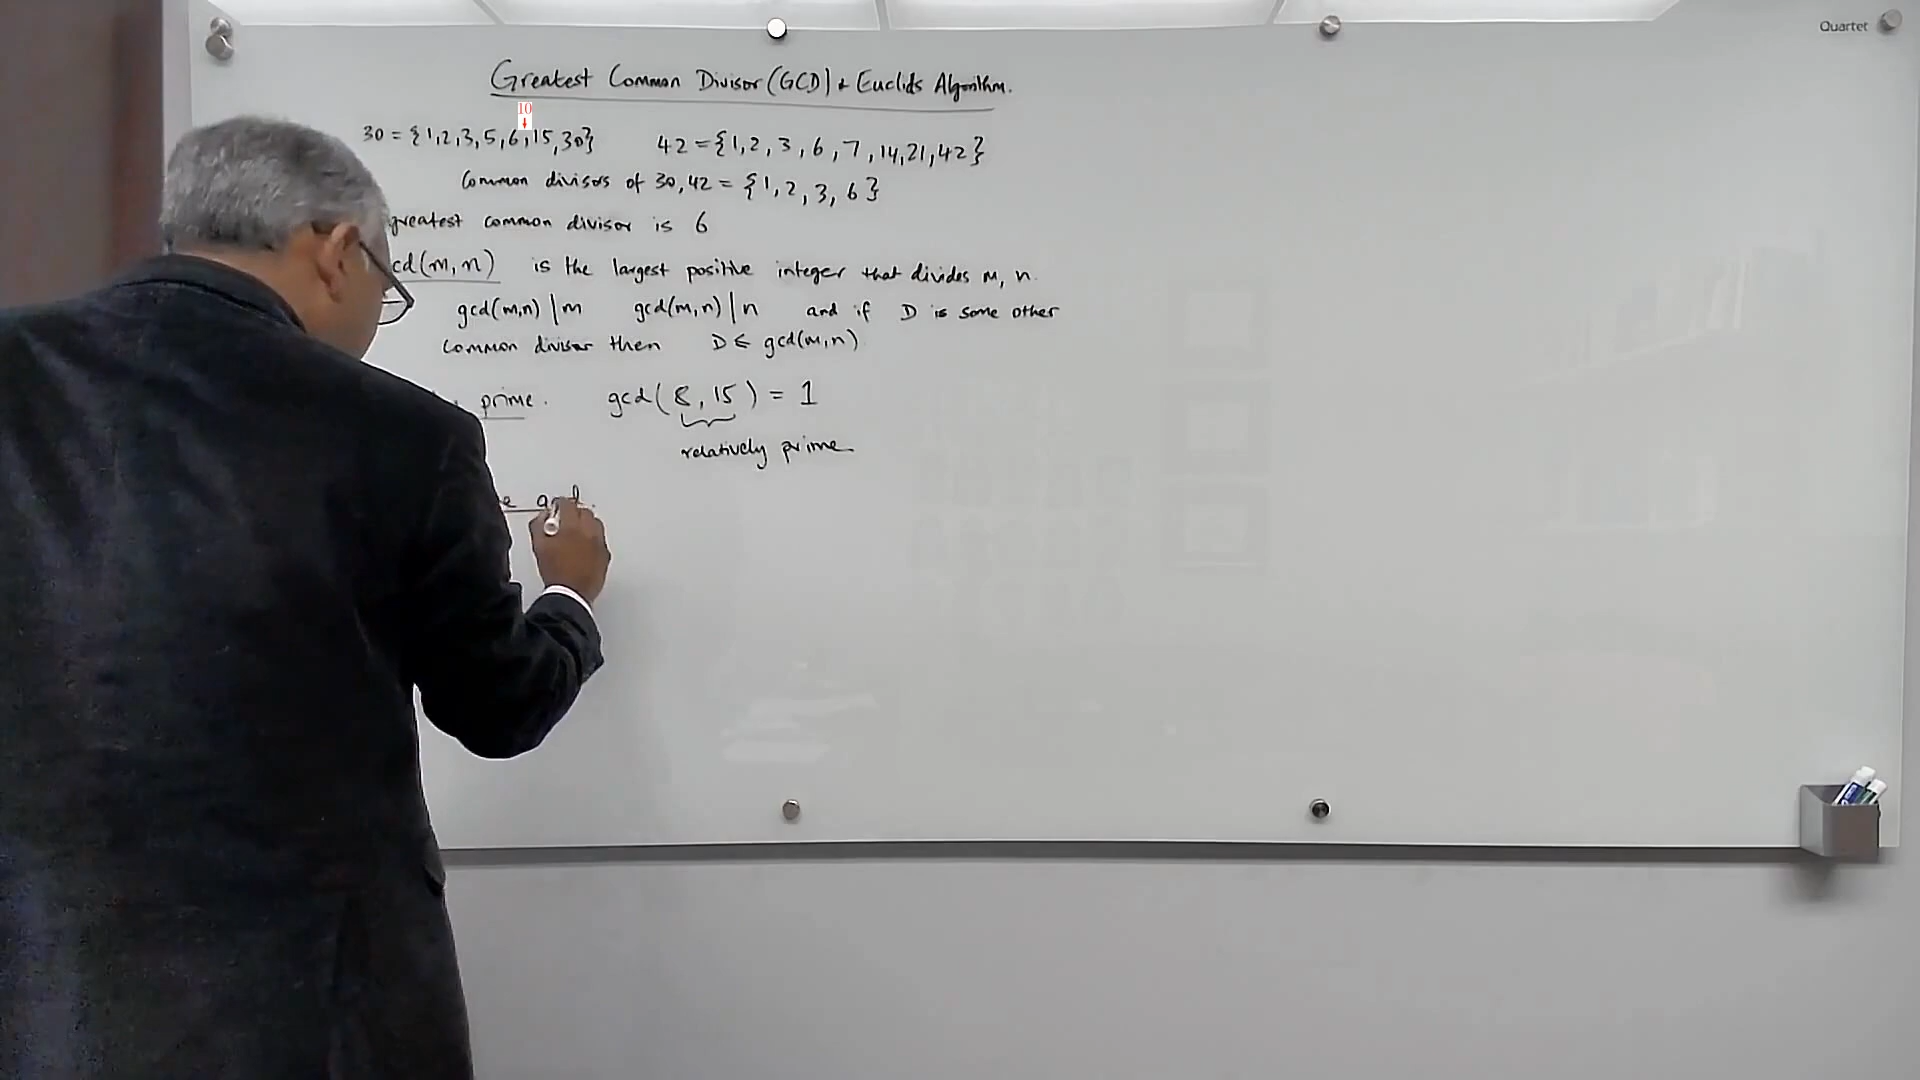 Quartet
Greatest Common Divisor (GCD) + Euclids Algorithm.
10
30 = {1,2,3,5,6,15,30} 42 = {1,2,3,6,7,14,21,42}
Common divisors of 30,42 = {1,2,3,6}
greatest common divisor is 6
cd(m,n) is the largest positive integer that divides m, n.
gcd(m,n) | m gcd(m,n) | n and if D is some other
common divisor then D ≤ gcd(m,n)
prime. gcd(8,15) = 1
relatively prime